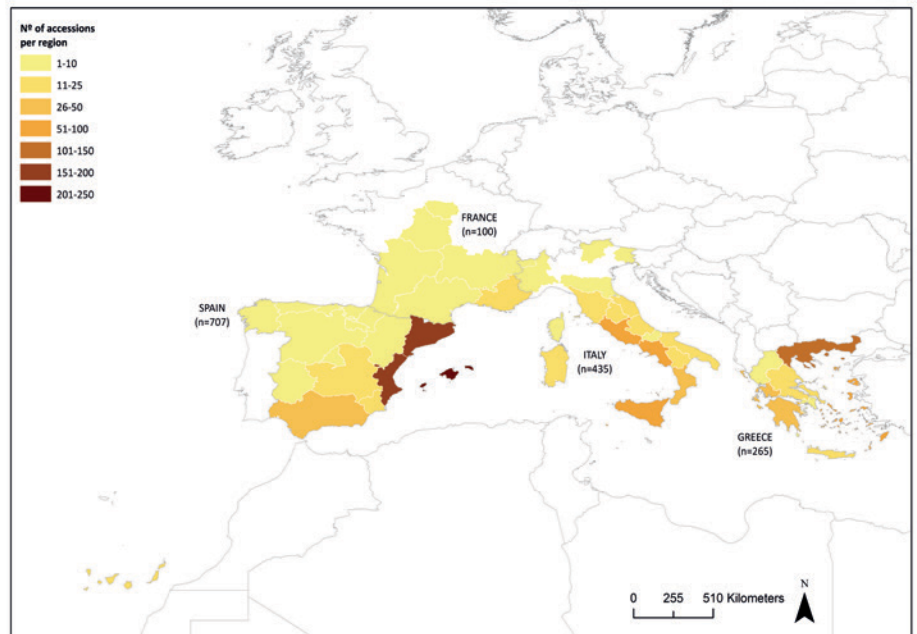 Nº of accessions
per region
1-10
11-25
26-50
51-100
101-150
151-200
201-250
FRANCE
(n=100)
SPAIN
(n=707)
ITALY
(n=435)
GREECE
(n=265)
N
0 255 510 Kilometers